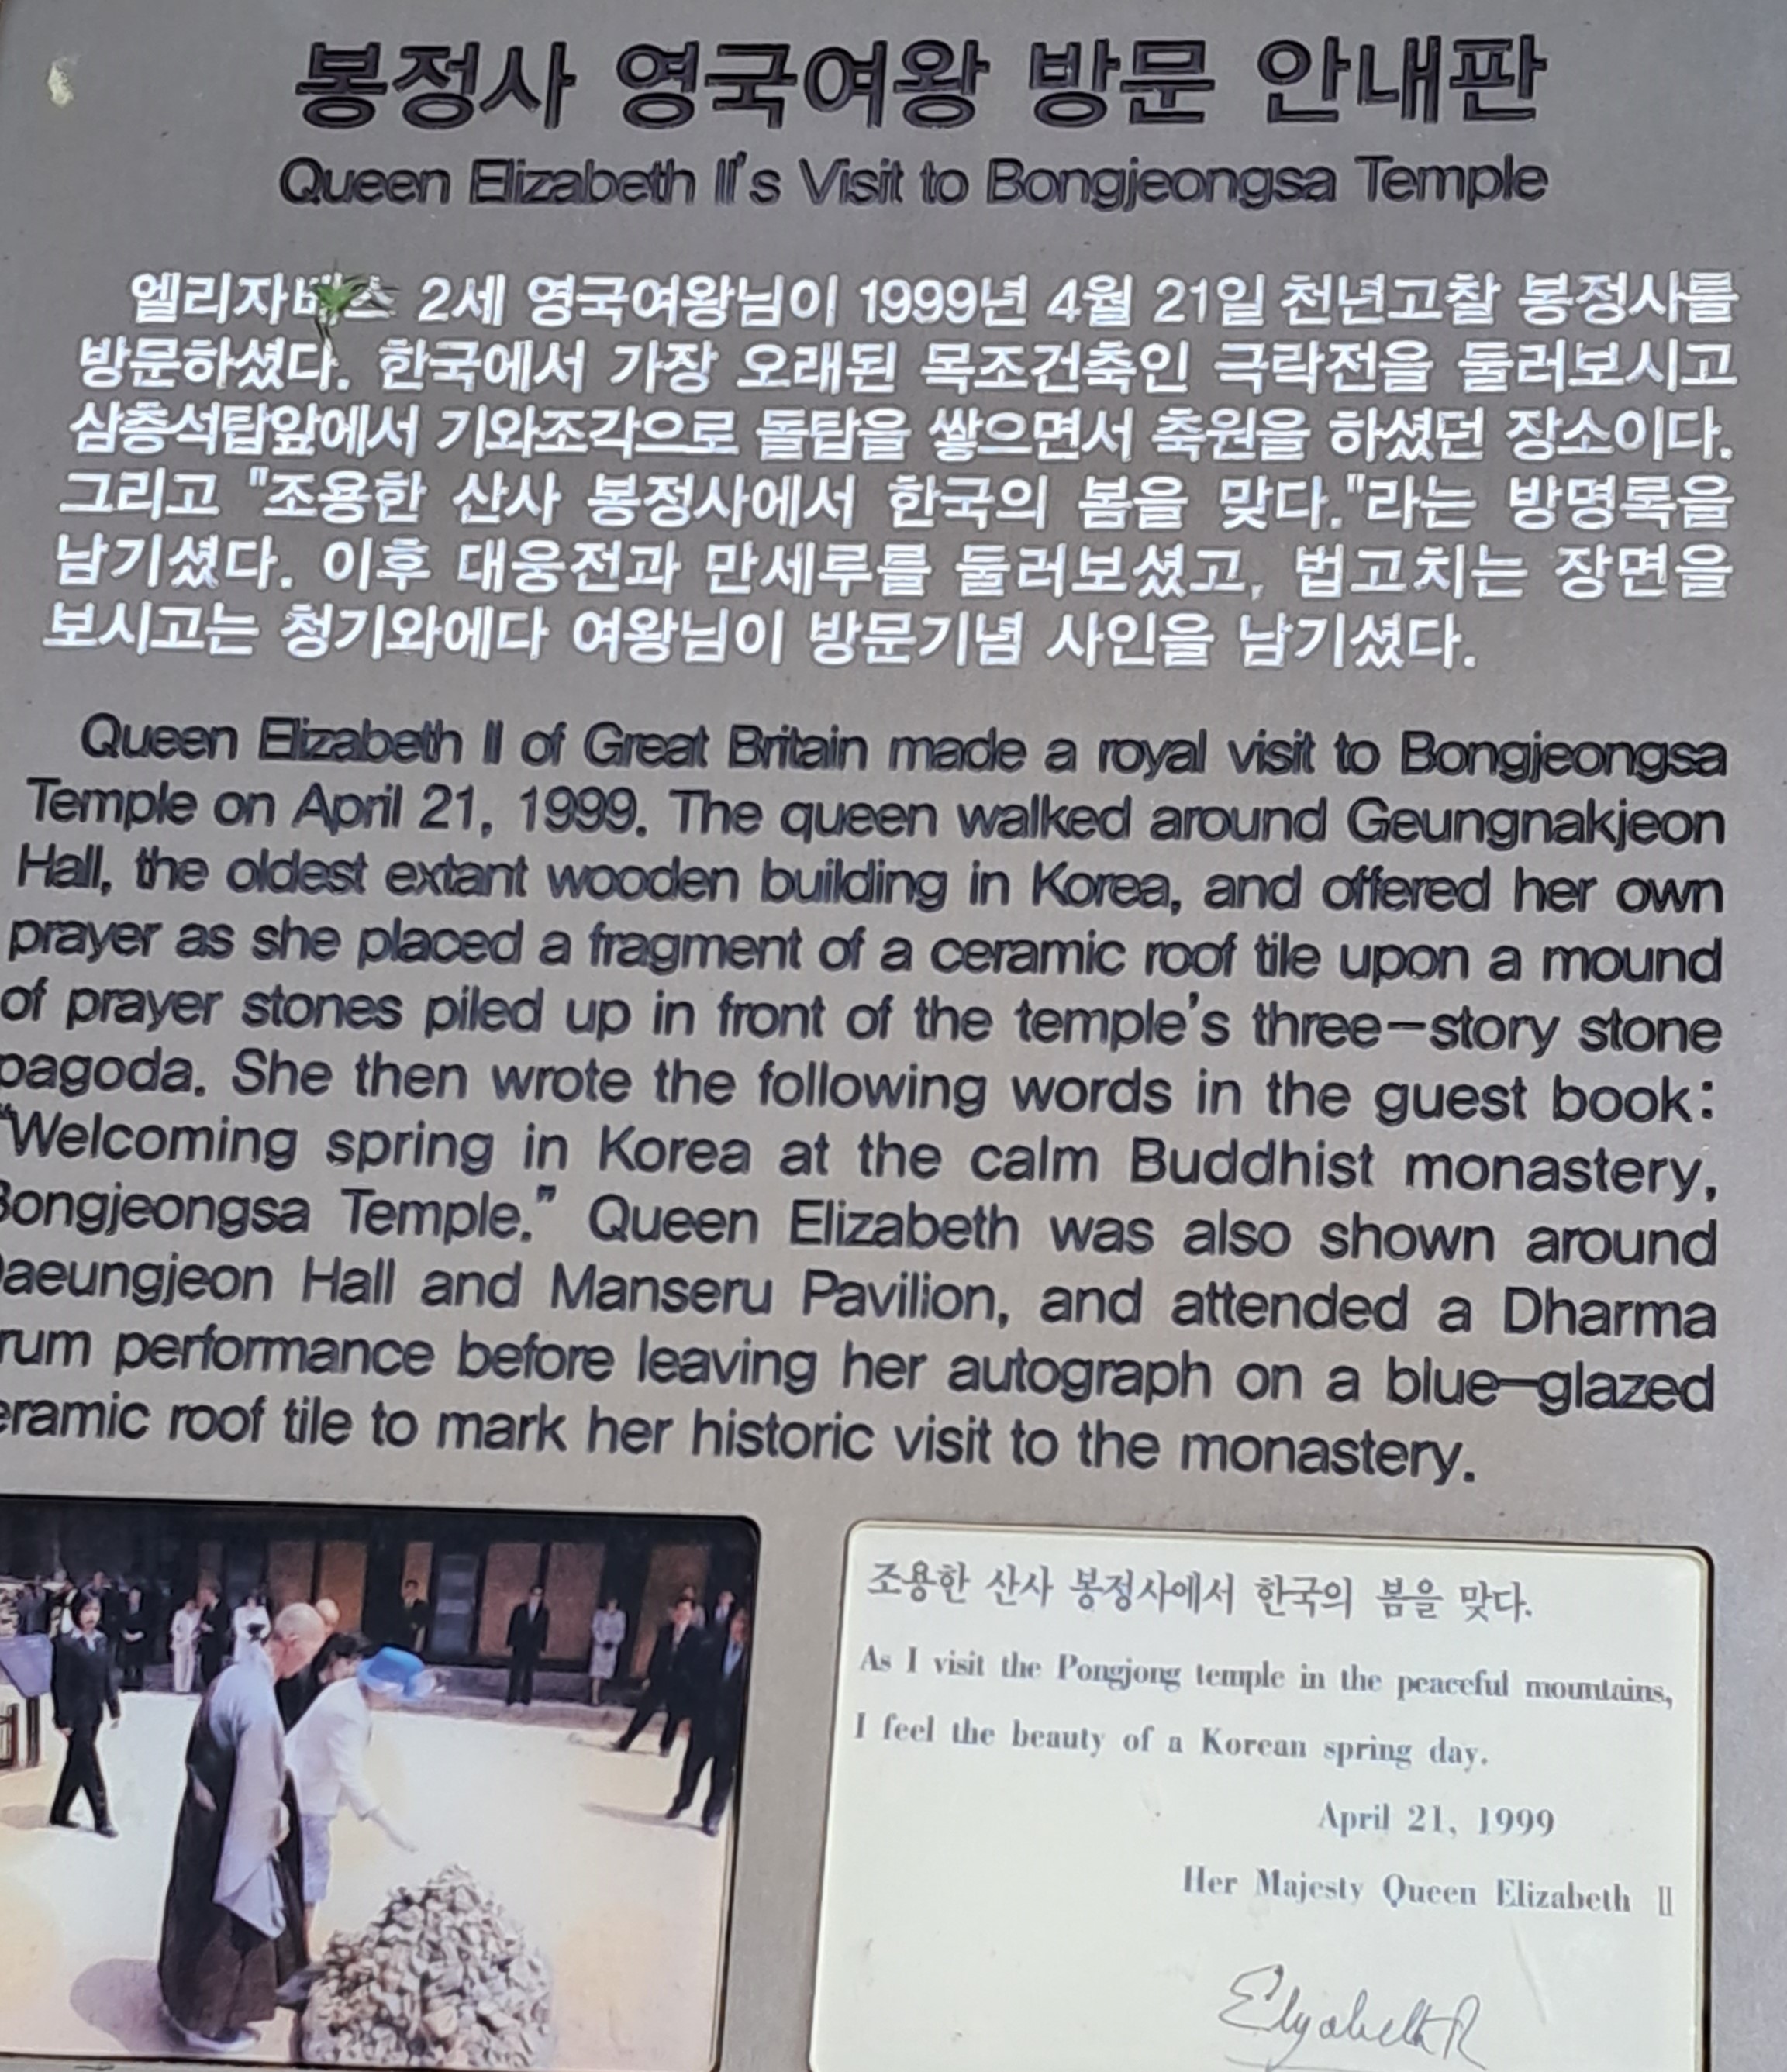 봉정사 영국여왕 방문 안내판
Queen Elizabeth II's Visit to Bongjeongsa Temple
엘리자베스 2세 영국여왕님이 1999년 4월 21일 천년고찰 봉정사를
방문하셨다. 한국에서 가장 오래된 목조건축인 극락전을 둘러보시고
삼층석탑앞에서 기와조각으로 돌탑을 쌓으면서 축원을 하셨던 장소이다.
그리고 "조용한 산사 봉정사에서 한국의 봄을 맞다."라는 방명록을
남기셨다. 이후 대웅전과 만세루를 둘러보셨고, 법고치는 장면을
보시고는 청기와에다 여왕님이 방문기념 사인을 남기셨다.
Queen Elizabeth II of Great Britain made a royal visit to Bongjeongsa
Temple on April 21, 1999. The queen walked around Geungnakjeon
Hall, the oldest extant wooden building in Korea, and offered her own
prayer as she placed a fragment of a ceramic roof tile upon a mound
of prayer stones piled up in front of the temple's three-story stone
pagoda. She then wrote the following words in the guest book:
"Welcoming spring in Korea at the calm Buddhist monastery,
Bongjeongsa Temple." Queen Elizabeth was also shown around
Daeungjeon Hall and Manseru Pavilion, and attended a Dharma
rum performance before leaving her autograph on a blue-glazed
eramic roof tile to mark her historic visit to the monastery.
조용한 산사 봉정사에서 한국의 봄을 맞다.
As I visit the Pongjong temple in the peaceful mountains,
I feel the beauty of a Korean spring day.
April 21, 1999
Her Majesty Queen Elizabeth II
Elizabeth R